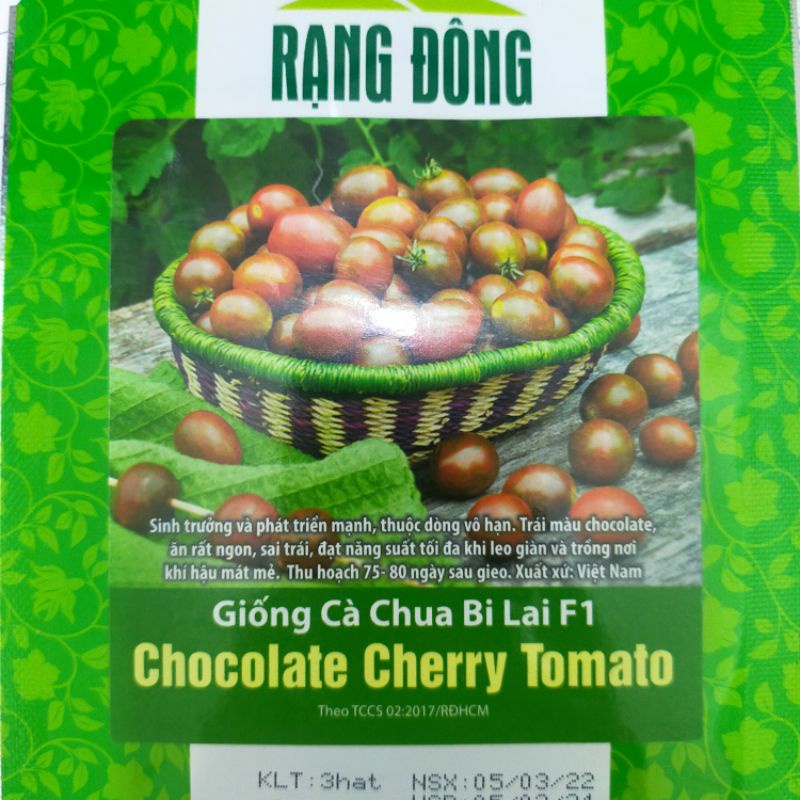 RẠNG ĐÔNG
Sinh trưởng và phát triển mạnh, thuộc dòng vô hạn. Trái màu chocolate,
ăn rất ngon, sai trái, đạt năng suất tối đa khi leo giàn và trồng nơi
khí hậu mát mẻ. Thu hoạch 75- 80 ngày sau gieo. Xuất xứ: Việt Nam
Giống Cà Chua Bi Lai F1
Chocolate Cherry Tomato
Theo TCCS 02:2017/RĐHCM
KLT:3hat NSX:05/03/22